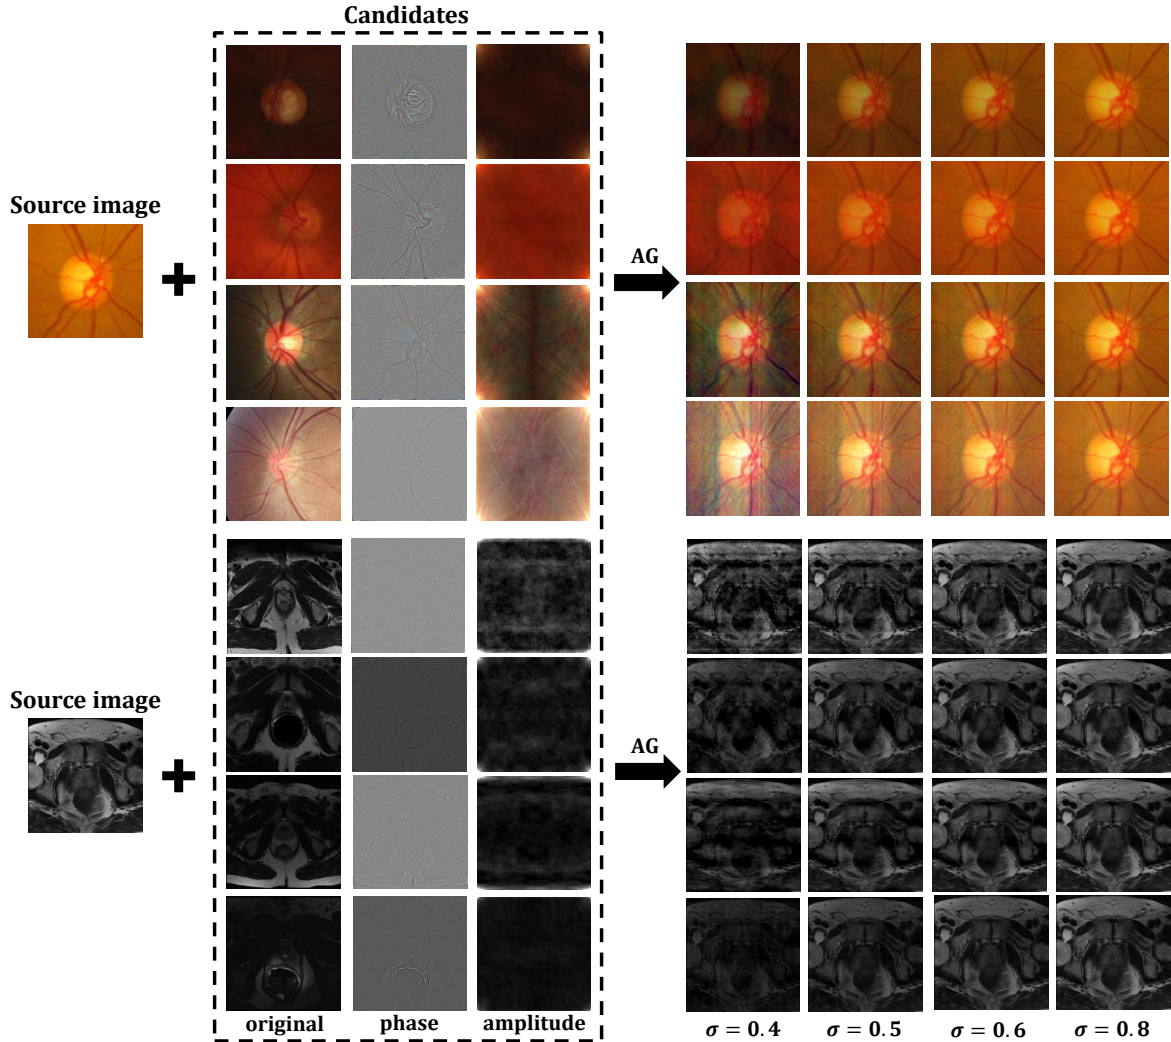 Candidates
Source image
AG
Source image
AG
original phase amplitude
σ = 0.4 σ = 0.5 σ = 0.6 σ = 0.8